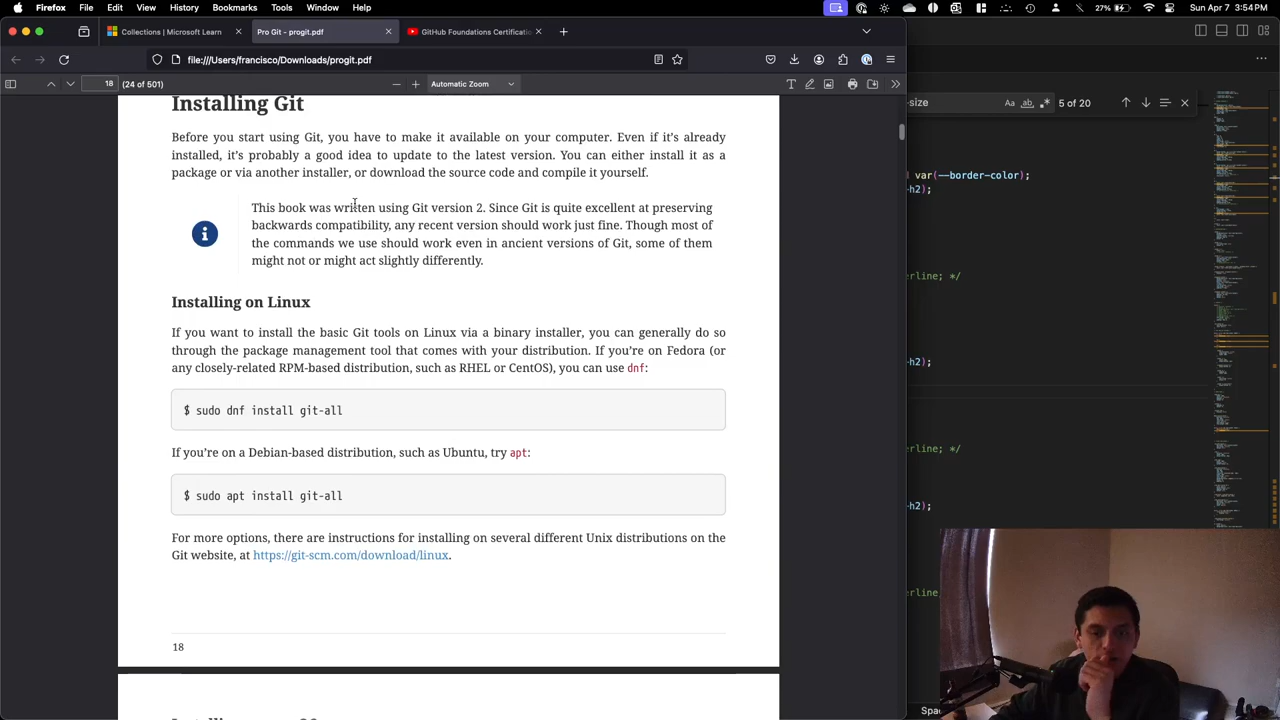 Firefox File Edit View History Bookmarks Tools Window Help 27% Sun Apr 7 3:54 PM
Collections | Microsoft Learn Pro Git - progit.pdf GitHub Foundations Certificatio
file:///Users/francisco/Downloads/progit.pdf
18 (24 of 501) Automatic Zoom
-size Aa ab 5 of 20
Installing Git
Before you start using Git, you have to make it available on your computer. Even if it's already
installed, it's probably a good idea to update to the latest version. You can either install it as a
package or via another installer, or download the source code and compile it yourself.
This book was written using Git version 2. Since Git is quite excellent at preserving
backwards compatibility, any recent version should work just fine. Though most of
the commands we use should work even in ancient versions of Git, some of them
might not or might act slightly differently.
Installing on Linux
If you want to install the basic Git tools on Linux via a binary installer, you can generally do so
through the package management tool that comes with your distribution. If you're on Fedora (or
any closely-related RPM-based distribution, such as RHEL or CentOS), you can use dnf:
$ sudo dnf install git-all
If you're on a Debian-based distribution, such as Ubuntu, try apt:
$ sudo apt install git-all
For more options, there are instructions for installing on several different Unix distributions on the
Git website, at https://git-scm.com/download/linux.
18
var(--border-color);
-h2);
erline; */
-h2);
erline; */
-h2);
erline; */
Spac